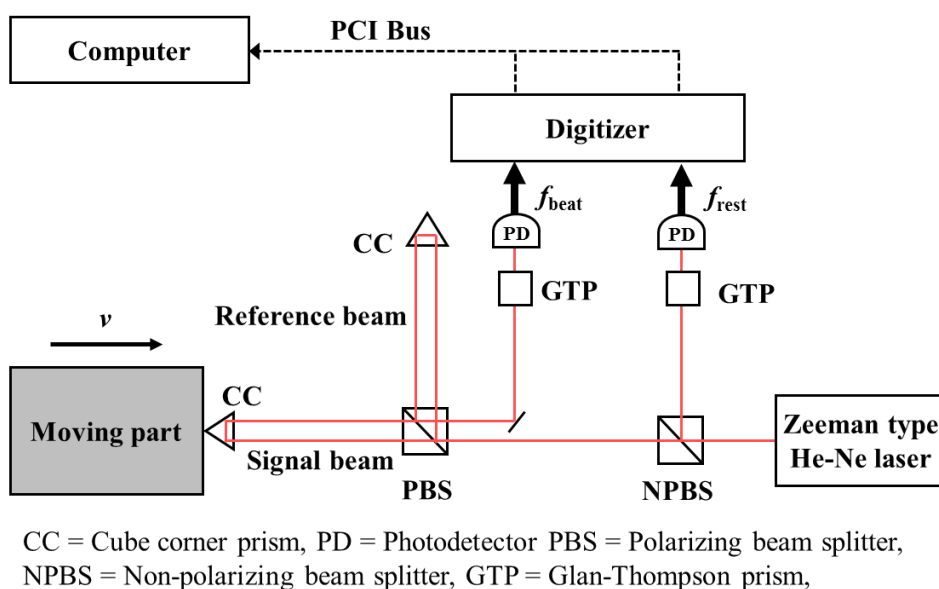 PCI Bus
Computer
Digitizer
f beat
f rest
PD
PD
CC
GTP
GTP
Reference beam
v
CC
Moving part
Signal beam
PBS
NPBS
Zeeman type
He-Ne laser
CC = Cube corner prism, PD = Photodetector PBS = Polarizing beam splitter,
NPBS = Non-polarizing beam splitter, GTP = Glan-Thompson prism,